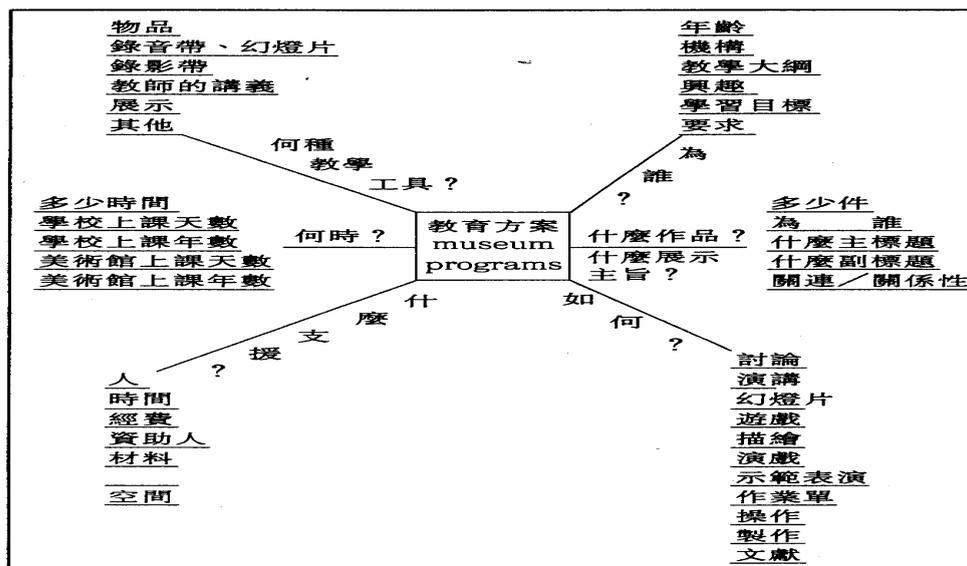 物品
錄音帶、幻燈片
錄影帶
教師的講義
展示
其他
何種
教學
工具?
年齡
機構
教學大綱
興趣
學習目標
要求
為
誰
?
多少時間
學校上課天數
學校上課年數
美術館上課天數
美術館上課年數
何時?
教育方案
museum
programs
什麼作品?
什麼展示
主旨?
多少件
為 誰
什麼主標題
什麼副標題
關連/關係性
什
麼
支
援
?
人
時間
經費
資助人
材料
空間
如
何
?
討論
演講
幻燈片
遊戲
描繪
演戲
示範表演
作業單
操作
製作
文獻